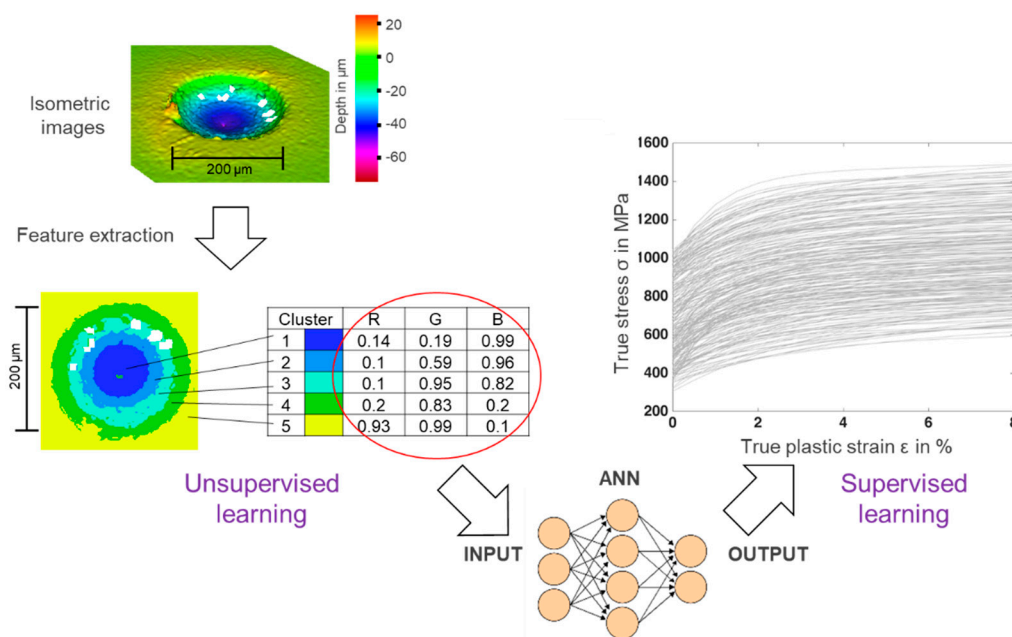 Isometric
images
200 µm
Depth in µm
20
0
-20
-40
-60
Feature extraction
200 µm
Cluster R G B
1 0.14 0.19 0.99
2 0.1 0.59 0.96
3 0.1 0.95 0.82
4 0.2 0.83 0.2
5 0.93 0.99 0.1
Unsupervised
learning
INPUT
ANN
OUTPUT
True stress σ in MPa
1600
1400
1200
1000
800
600
400
200
0 2 4 6 8
True plastic strain ε in %
Supervised
learning